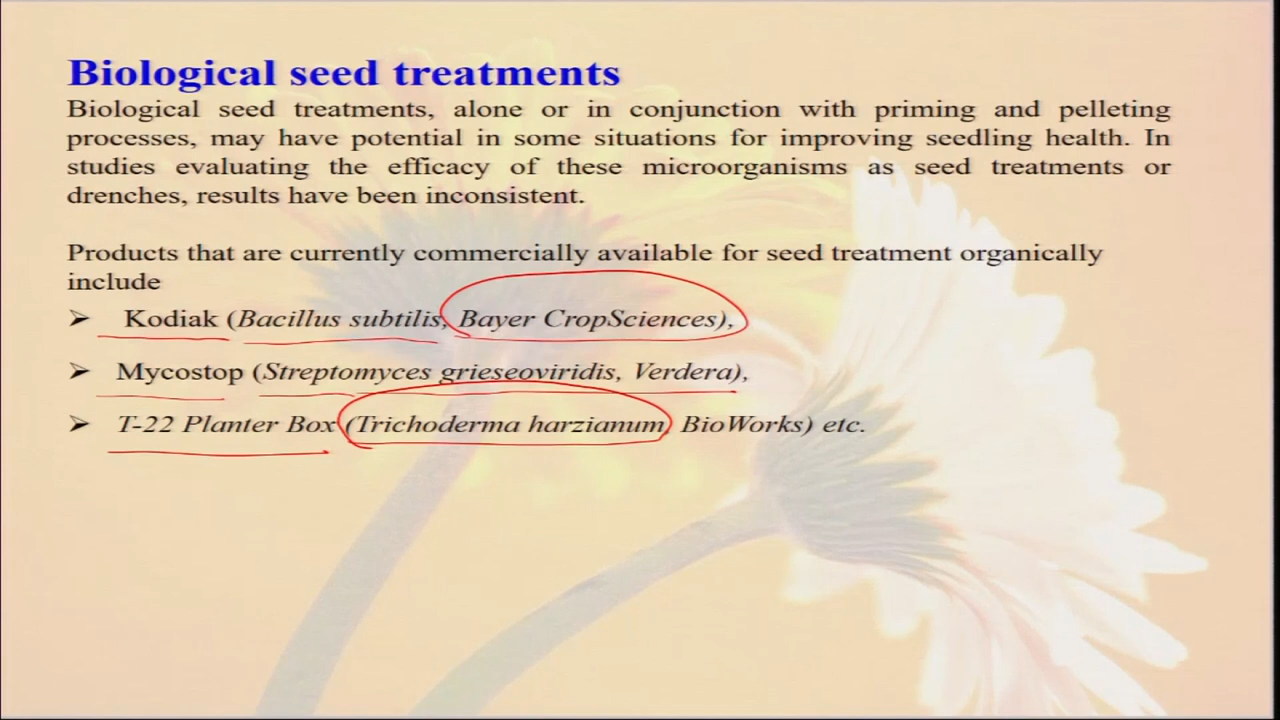 Biological seed treatments
Biological seed treatments, alone or in conjunction with priming and pelleting
processes, may have potential in some situations for improving seedling health. In
studies evaluating the efficacy of these microorganisms as seed treatments or
drenches, results have been inconsistent.
Products that are currently commercially available for seed treatment organically
include
➢ Kodiak (Bacillus subtilis, Bayer CropSciences),
➢ Mycostop (Streptomyces grieseoviridis, Verdera),
➢ T-22 Planter Box (Trichoderma harzianum, BioWorks) etc.